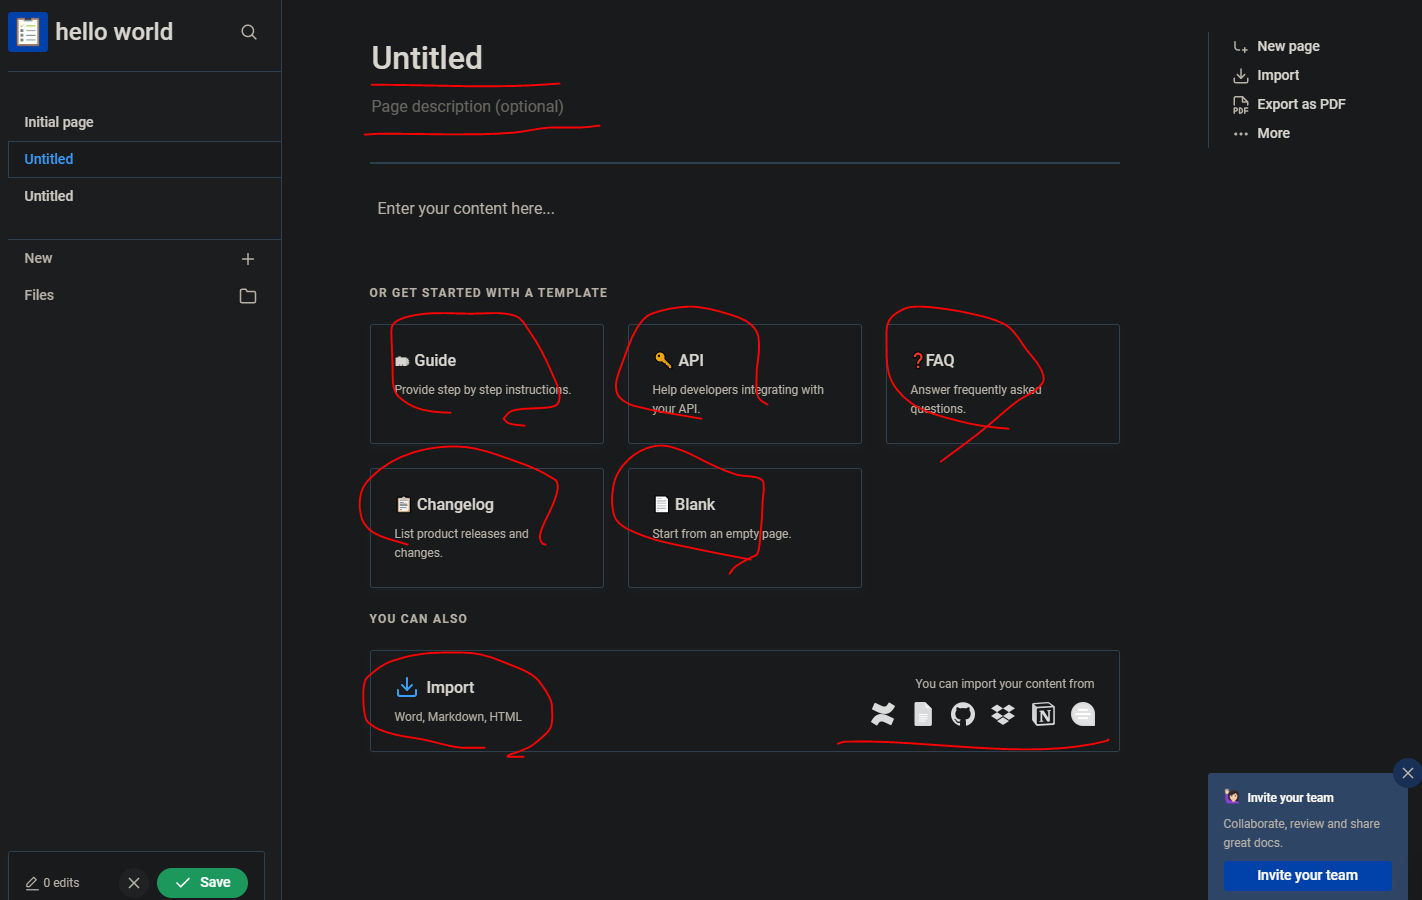 hello world
Initial page
Untitled
Untitled
New
Files
0 edits
Save
Untitled
Page description (optional)
Enter your content here...
OR GET STARTED WITH A TEMPLATE
Guide
Provide step by step instructions.
API
Help developers integrating with
your API.
FAQ
Answer frequently asked
questions.
Changelog
List product releases and
changes.
Blank
Start from an empty page.
YOU CAN ALSO
Import
Word, Markdown, HTML
You can import your content from
New page
Import
PDF
Export as PDF
More
Invite your team
Collaborate, review and share
great docs.
Invite your team